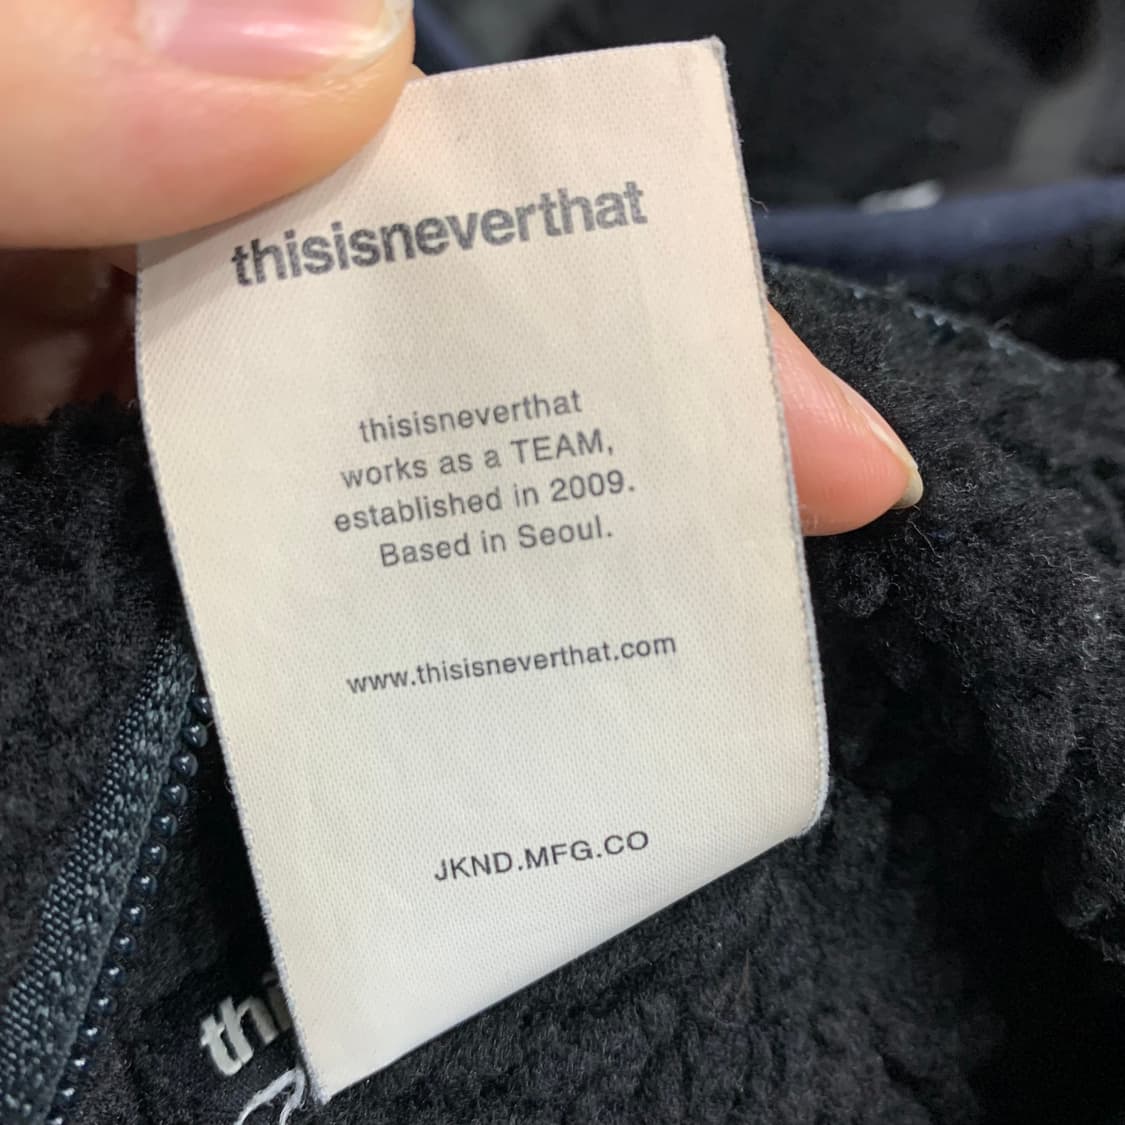 thisisneverthat
thisisneverthat
works as a TEAM,
established in 2009.
Based in Seoul.
www.thisisneverthat.com
JKND.MFG.CO